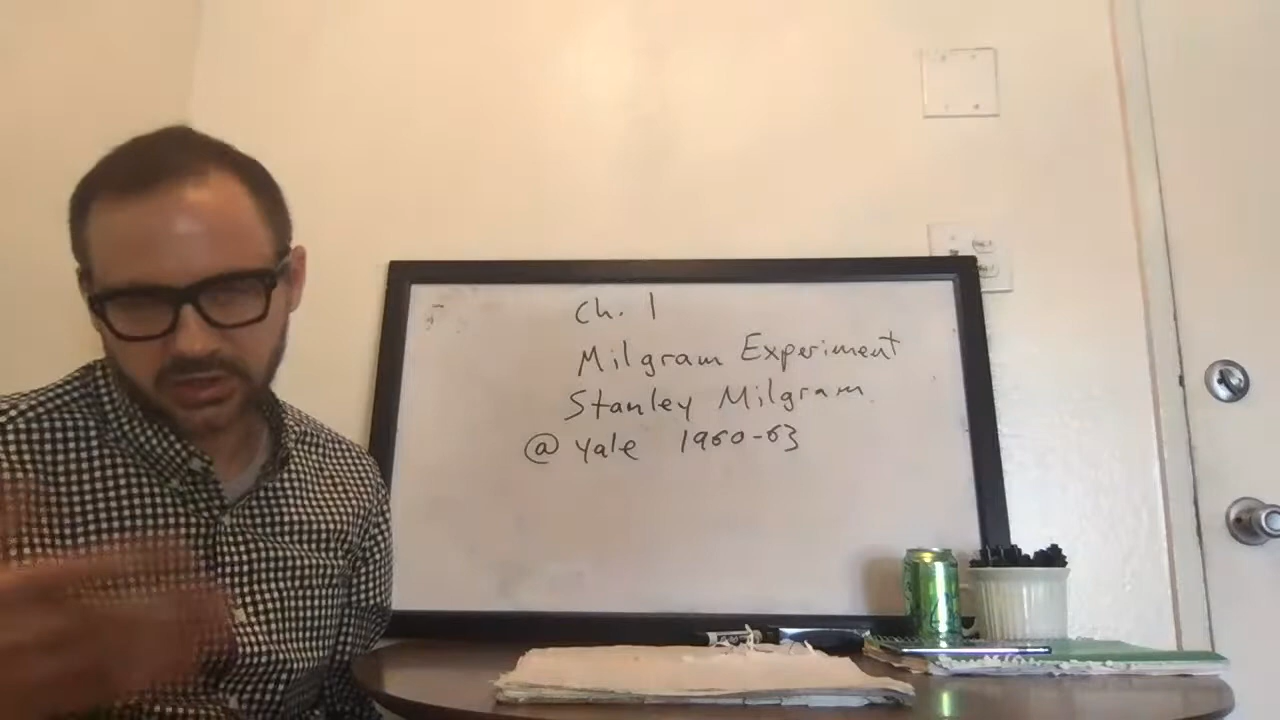 Ch. 1
Milgram Experiment
Stanley Milgram
@ Yale 1960-63